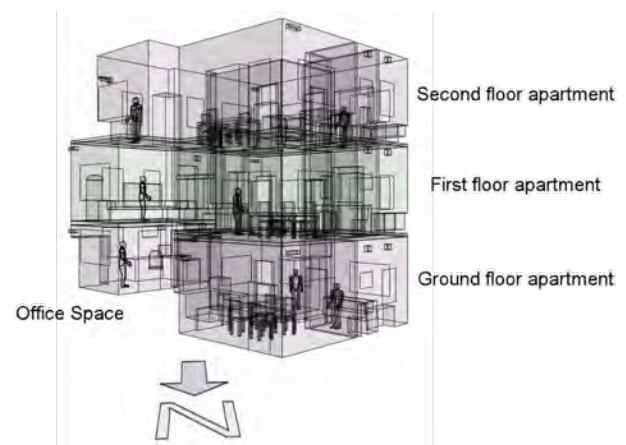 Second floor apartment
First floor apartment
Ground floor apartment
Office Space
N